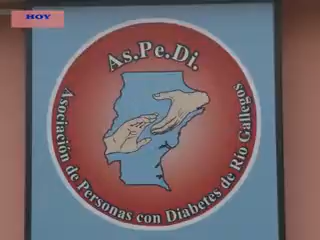 HOY
As.Pe.Di.
Asociación de Personas con Diabetes de Río Gallegos